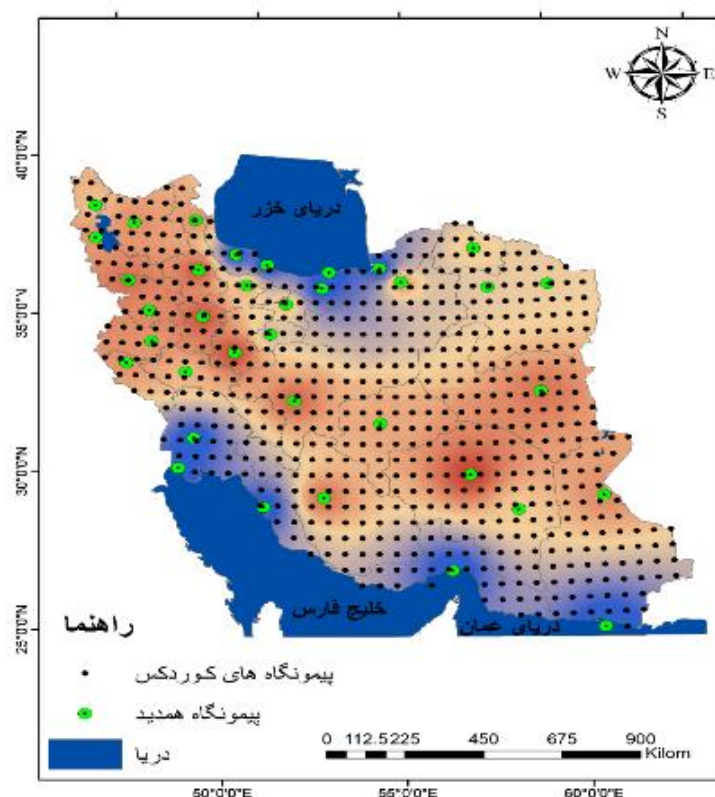 N
W E
S
40°0'0"N
دریای خزر
35°0'0"N
30°0'0"N
خلیج فارس
دریای عمان
25°0'0"N
راهنما
پیمونگاه های کوردکس
پیمونگاه همدید
دریا
0 112.5 225 450 675 900
Kilom
50°0'0"E 55°0'0"E 60°0'0"E